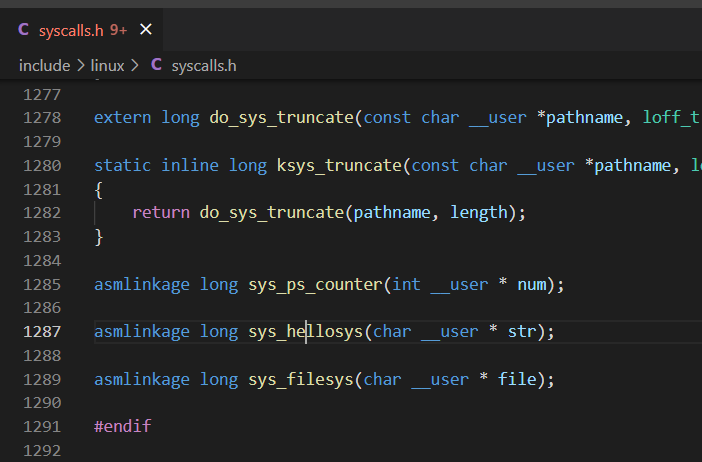 C syscalls.h 9+ ×
include > linux > C syscalls.h
1277
1278 extern long do_sys_truncate(const char __user *pathname, loff_t
1279
1280 static inline long ksys_truncate(const char __user *pathname, l
1281 {
1282     return do_sys_truncate(pathname, length);
1283 }
1284
1285 asmlinkage long sys_ps_counter(int __user * num);
1286
1287 asmlinkage long sys_hellosys(char __user * str);
1288
1289 asmlinkage long sys_filesys(char __user * file);
1290
1291 #endif
1292